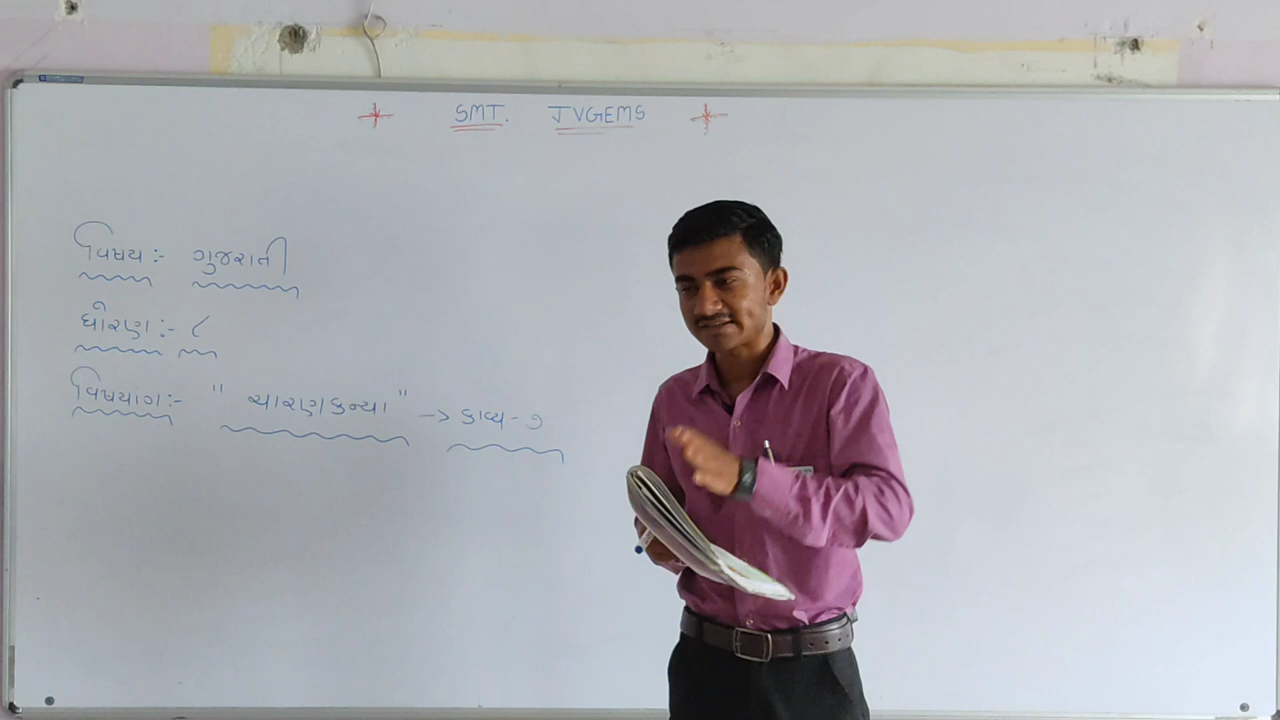 SMT. JVGEMS
વિષય :- ગુજરાતી
ધોરણ :- ૮
વિષયાંગ :- " ચારણકન્યા " -> કાવ્ય - ૭